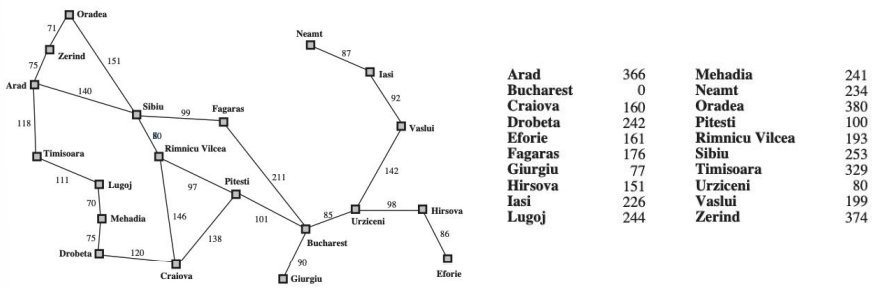 Oradea
71
Neamt
Zerind
87
151
75
Iasi
Arad
140
92
Sibiu
99
Fagaras
118
80
Vaslui
Timisoara
Rimnicu Vilcea
142
111
Lugoj
97
Pitesti
211
70
98
Hirsova
Mehadia
146
101
85
Urziceni
75
138
86
Bucharest
Drobeta
120
90
Craiova
Giurgiu
Eforie
Arad 366 Mehadia 241
Bucharest 0 Neamt 234
Craiova 160 Oradea 380
Drobeta 242 Pitesti 100
Eforie 161 Rimnicu Vilcea 193
Fagaras 176 Sibiu 253
Giurgiu 77 Timisoara 329
Hirsova 151 Urziceni 80
Iasi 226 Vaslui 199
Lugoj 244 Zerind 374